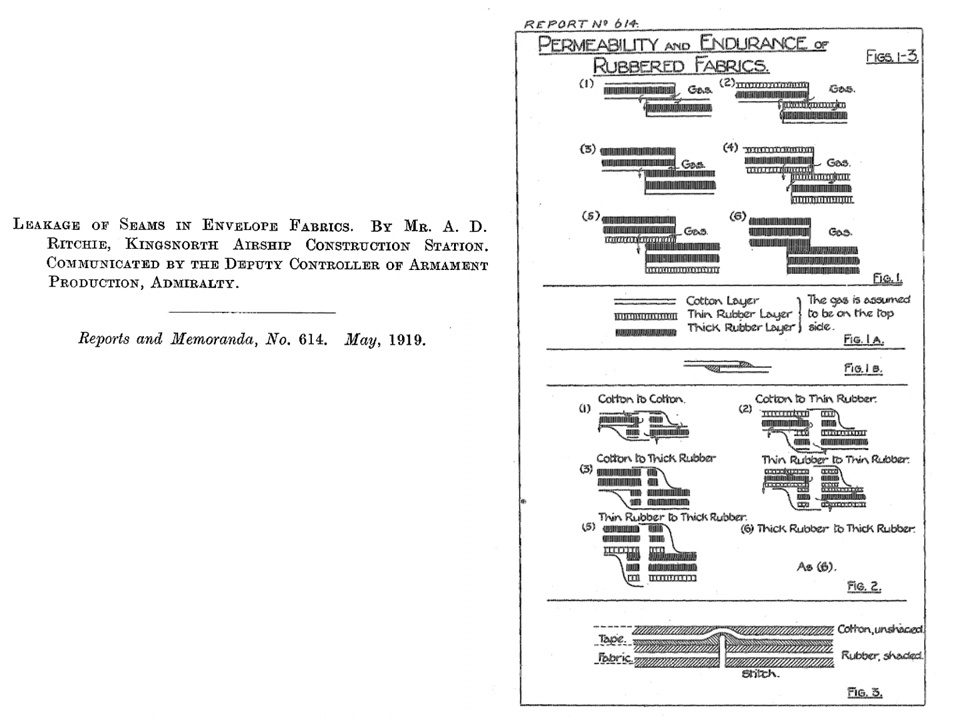 LEAKAGE OF SEAMS IN ENVELOPE FABRICS. BY MR. A. D.
RITCHIE, KINGSNORTH AIRSHIP CONSTRUCTION STATION.
COMMUNICATED BY THE DEPUTY CONTROLLER OF ARMAMENT
PRODUCTION, ADMIRALTY.
Reports and Memoranda, No. 614. May, 1919.
REPORT Nº 614.
PERMEABILITY AND ENDURANCE OF
RUBBERED FABRICS.
FIGS. 1-3.
(1) Gas.
(2) Gas.
(3) Gas.
(4) Gas.
(5) Gas
(6) Gas.
FIG. 1.
Cotton Layer
Thin Rubber Layer
Thick Rubber Layer
The gas is assumed
to be on the top
side.
FIG. 1A.
FIG. 1B.
Cotton to Cotton.
(1)
Cotton to Thin Rubber.
(2)
Cotton to Thick Rubber
(3)
Thin Rubber to Thin Rubber.
Thin Rubber to Thick Rubber.
(5)
(6) Thick Rubber to Thick Rubber.
As (6).
FIG. 2.
Cotton, unshaced.
Tape.
Fabric.
Rubber, shaded.
Stitch.
FIG. 3.